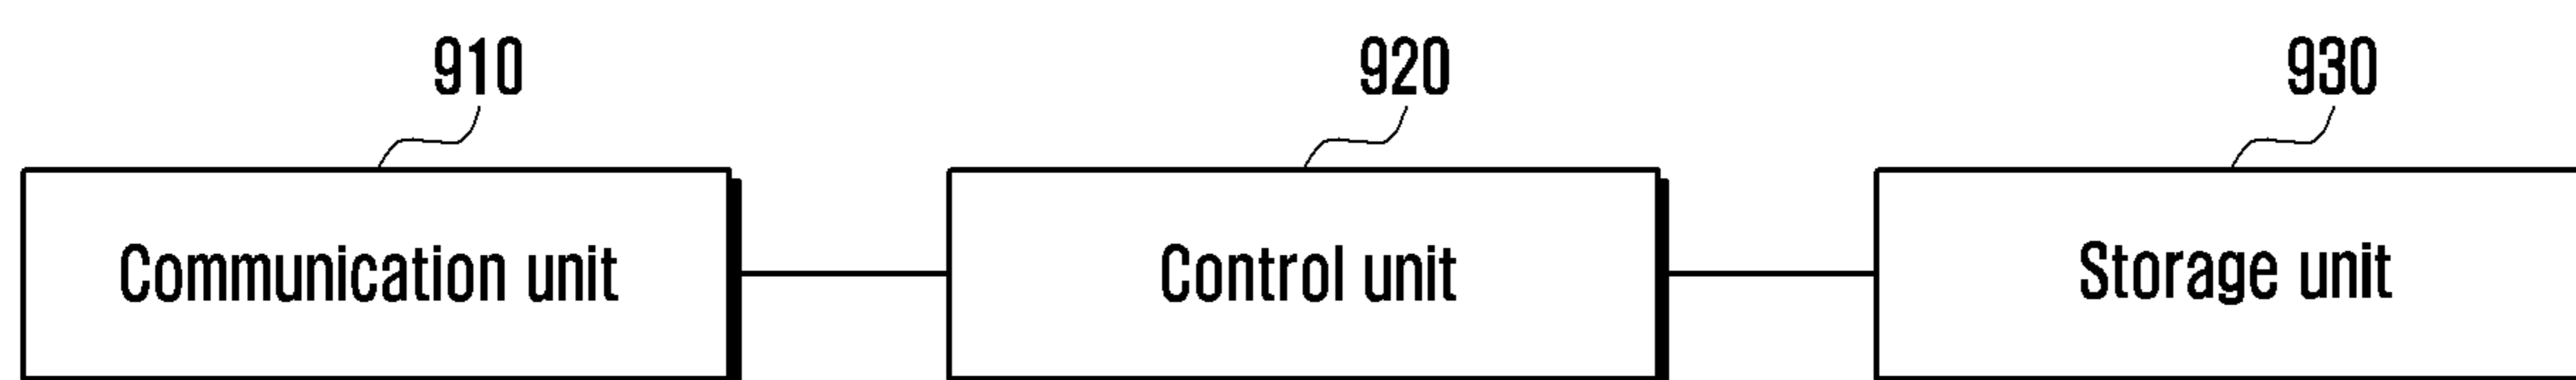 910 920 930
Communication unit Control unit Storage unit